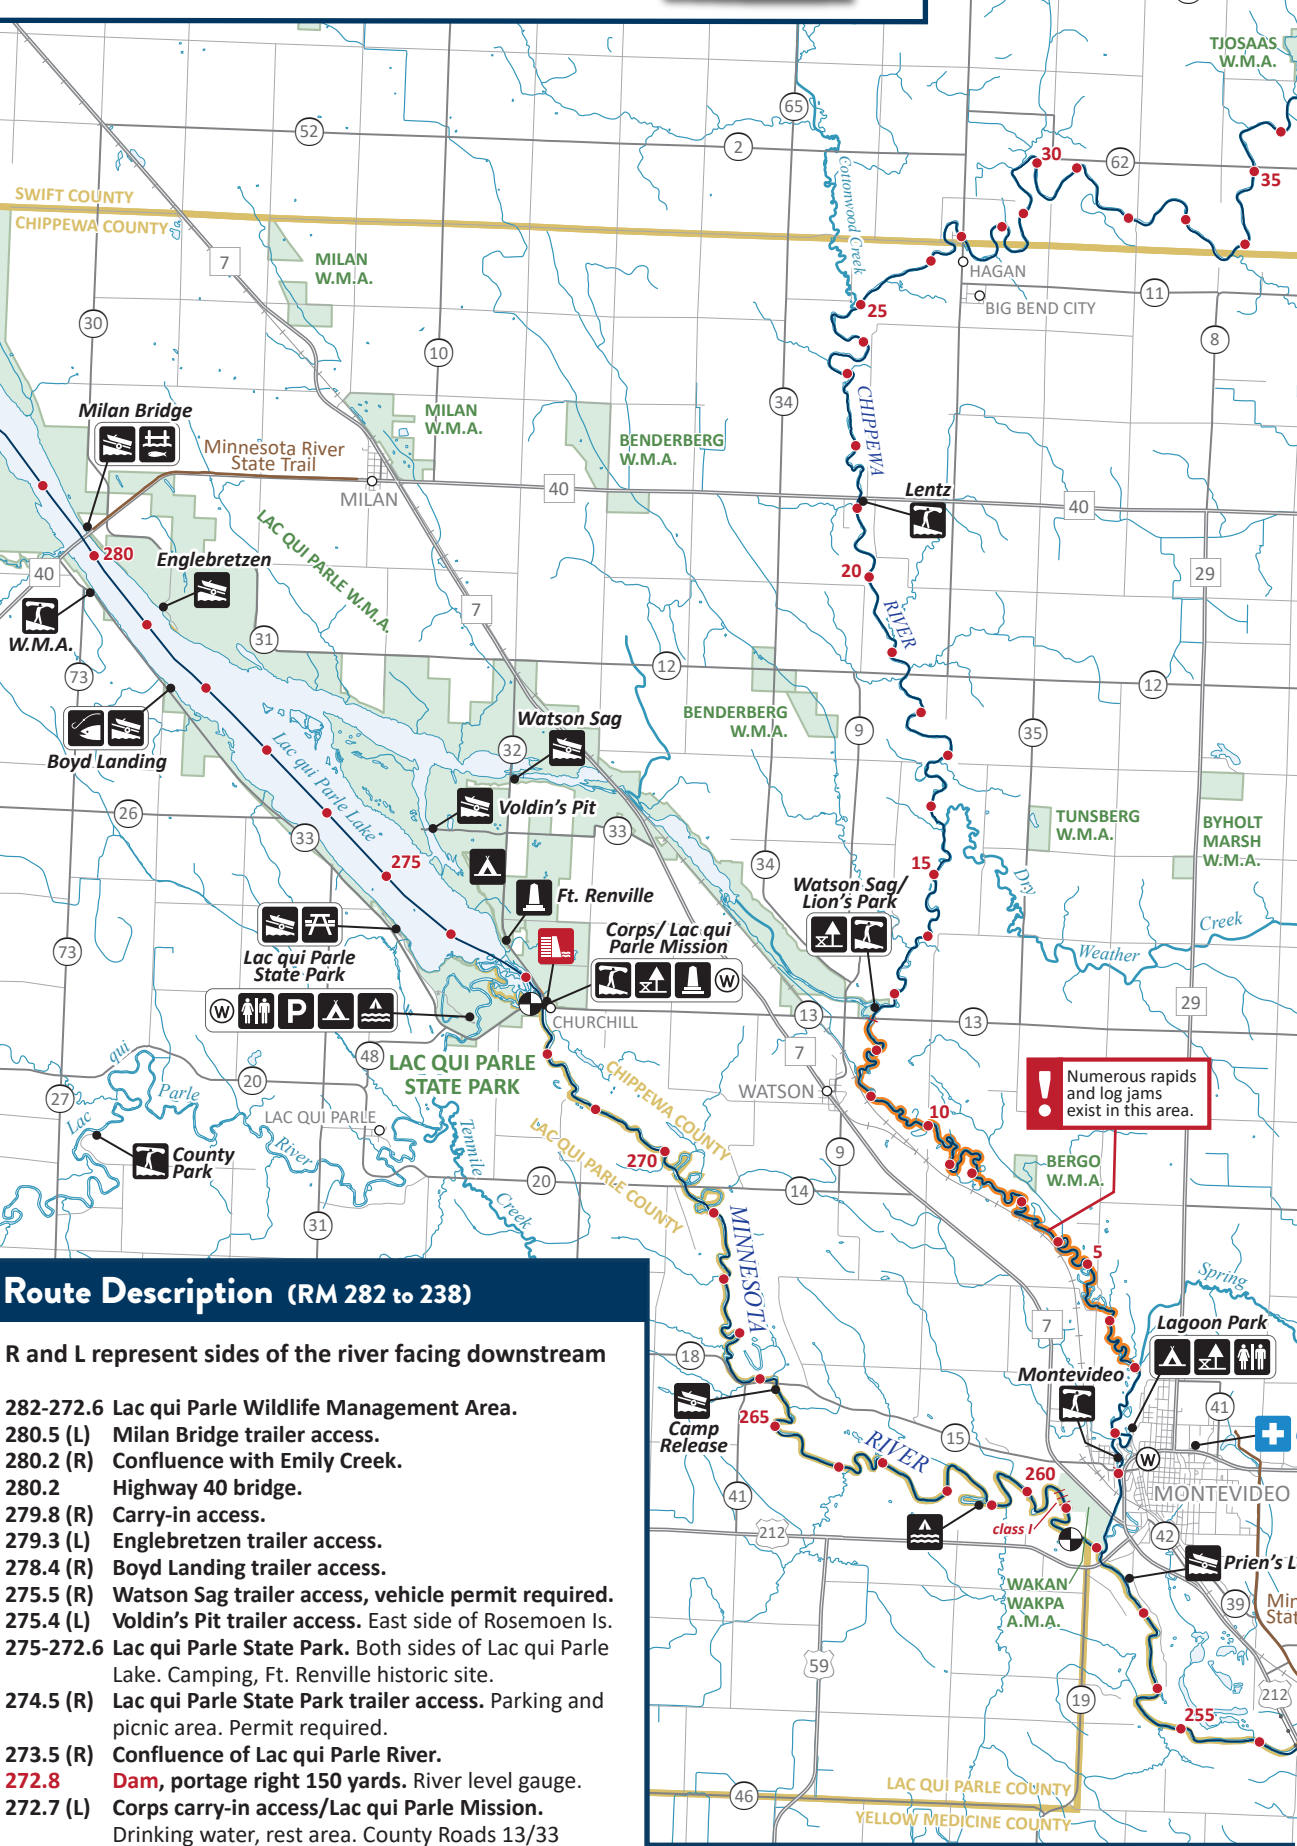 TJOSAAS
W.M.A.
65
52
2
30
62
35
Cottonwood Creek
SWIFT COUNTY
CHIPPEWA COUNTY
7
MILAN
W.M.A.
HAGAN
11
BIG BEND CITY
25
30
10
8
34
CHIPPEWA
Milan Bridge
MILAN
W.M.A.
BENDERBERG
W.M.A.
Minnesota River
State Trail
MILAN
40
Lentz
40
LAC QUI PARLE W.M.A.
280
Englebretzen
40
20
29
W.M.A.
7
RIVER
31
12
12
73
BENDERBERG
W.M.A.
Watson Sag
9
35
32
Boyd Landing
Lac qui Parle Lake
26
Voldin's Pit
33
33
TUNSBERG
W.M.A.
BYHOLT
MARSH
W.M.A.
275
34
15
Dry
Watson Sag/
Lion's Park
Ft. Renville
Creek
Weather
Corps/ Lac qui
Parle Mission
W
73
Lac qui Parle
State Park
W
P
29
CHURCHILL
13
13
48
LAC QUI PARLE
STATE PARK
7
WATSON
Numerous rapids
and log jams
exist in this area.
qui
Parle
Lac
River
20
27
LAC QUI PARLE
CHIPPEWA COUNTY
LAC QUI PARLE COUNTY
10
Tenmile
Creek
County
Park
270
9
BERGO
W.M.A.
20
14
31
MINNESOTA
5
Spring
Route Description (RM 282 to 238)
7
Lagoon Park
R and L represent sides of the river facing downstream
18
Montevideo
41
282-272.6 Lac qui Parle Wildlife Management Area.
280.5 (L) Milan Bridge trailer access.
280.2 (R) Confluence with Emily Creek.
280.2 Highway 40 bridge.
279.8 (R) Carry-in access.
279.3 (L) Englebretzen trailer access.
278.4 (R) Boyd Landing trailer access.
275.5 (R) Watson Sag trailer access, vehicle permit required.
275.4 (L) Voldin's Pit trailer access. East side of Rosemoen Is.
275-272.6 Lac qui Parle State Park. Both sides of Lac qui Parle
Lake. Camping, Ft. Renville historic site.
274.5 (R) Lac qui Parle State Park trailer access. Parking and
picnic area. Permit required.
273.5 (R) Confluence of Lac qui Parle River.
272.8 Dam, portage right 150 yards. River level gauge.
272.7 (L) Corps carry-in access/Lac qui Parle Mission.
Drinking water, rest area. County Roads 13/33
265
Camp
Release
RIVER
15
W
260
MONTEVIDEO
41
212
class I
42
Prien's L
WAKAN
WAKPA
A.M.A.
39
Min
Stat
59
19
212
255
46
LAC QUI PARLE COUNTY
YELLOW MEDICINE COUNTY